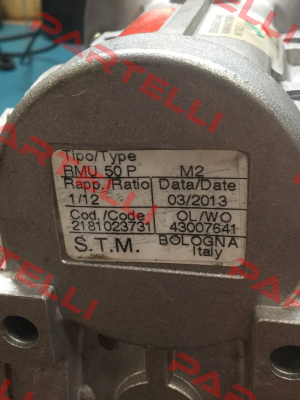 PARTELLI
Tipo/Type
RMU 50 P M2
Rapp./Ratio Data/Date
1/12 03/2013
Cod./Code OL/WO
2181023731 43007641
S.T.M. BOLOGNA
Italy
PARTELLI